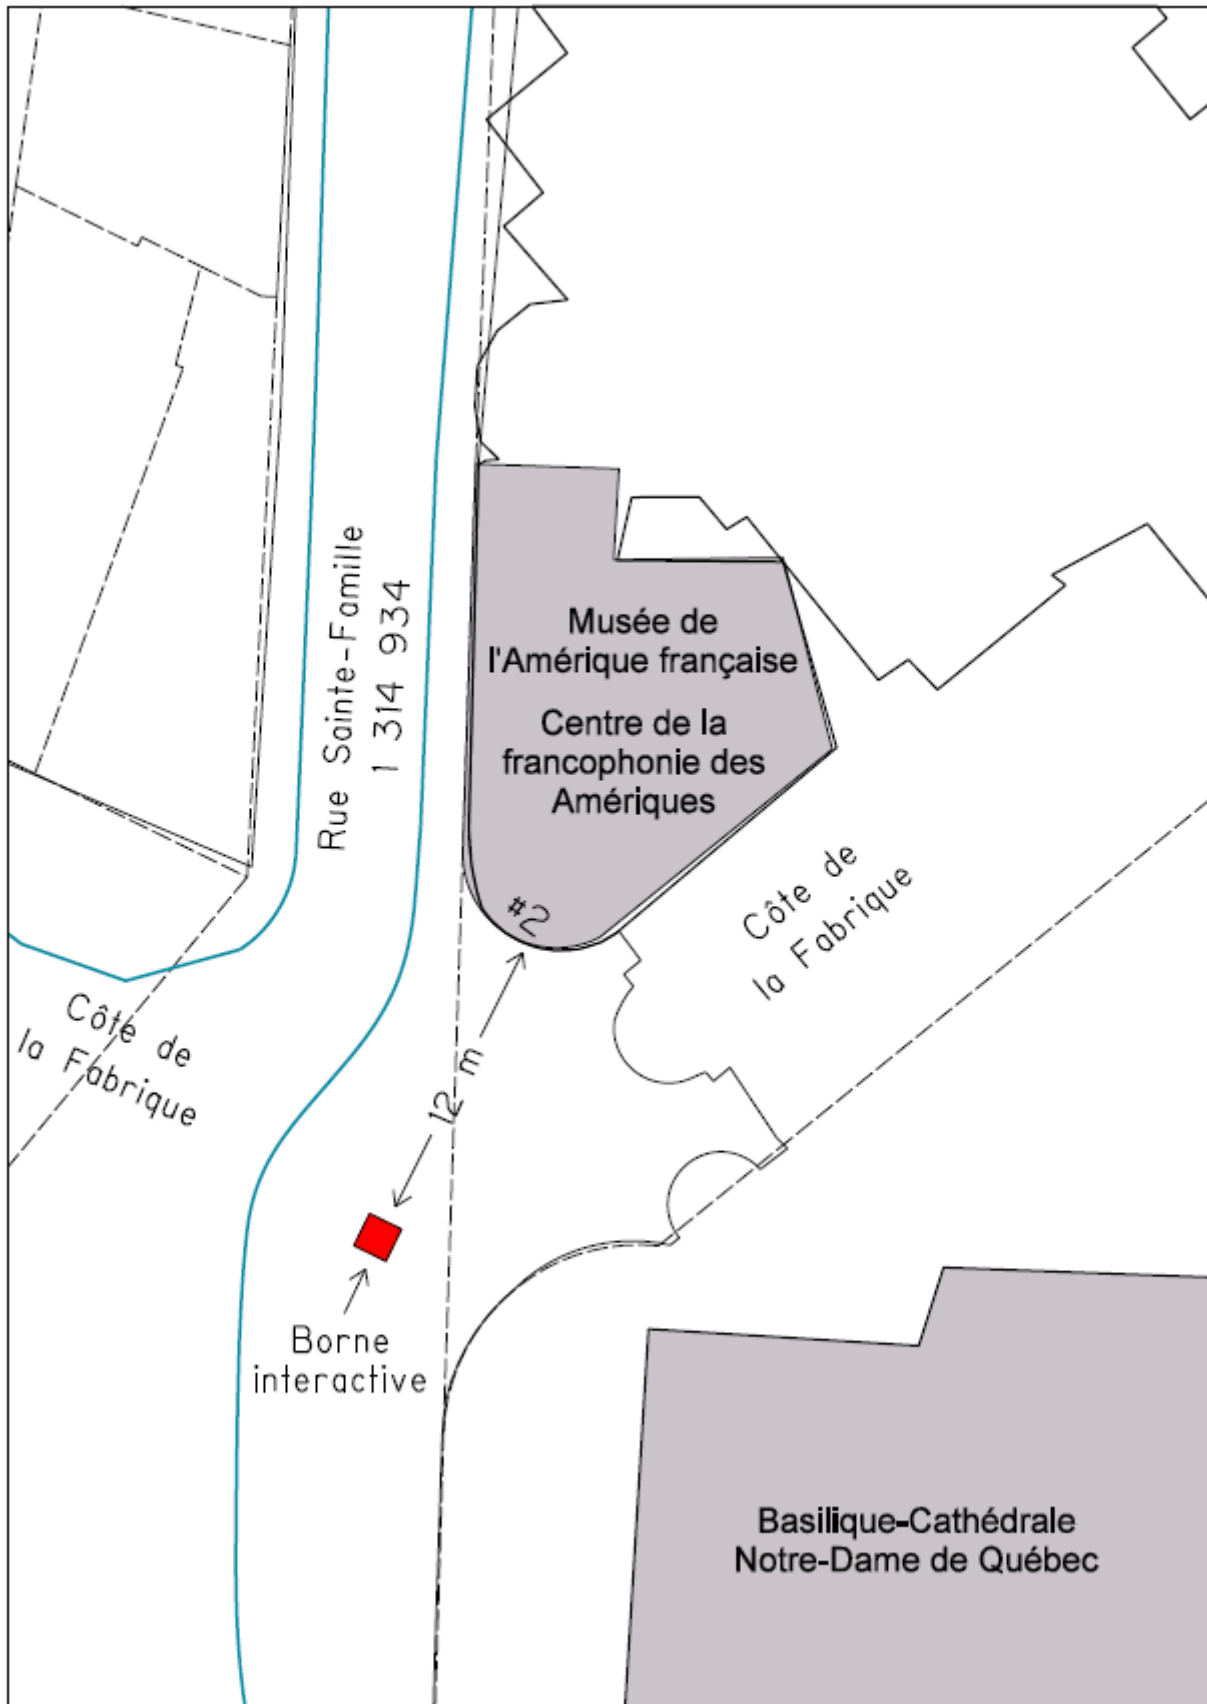 Rue Sainte-Famille
1 314 934
Musée de
l'Amérique française
Centre de la
francophonie des
Amériques
#2
Côte de
la Fabrique
Côte de
la Fabrique
12 m
Borne
interactive
Basilique-Cathédrale
Notre-Dame de Québec